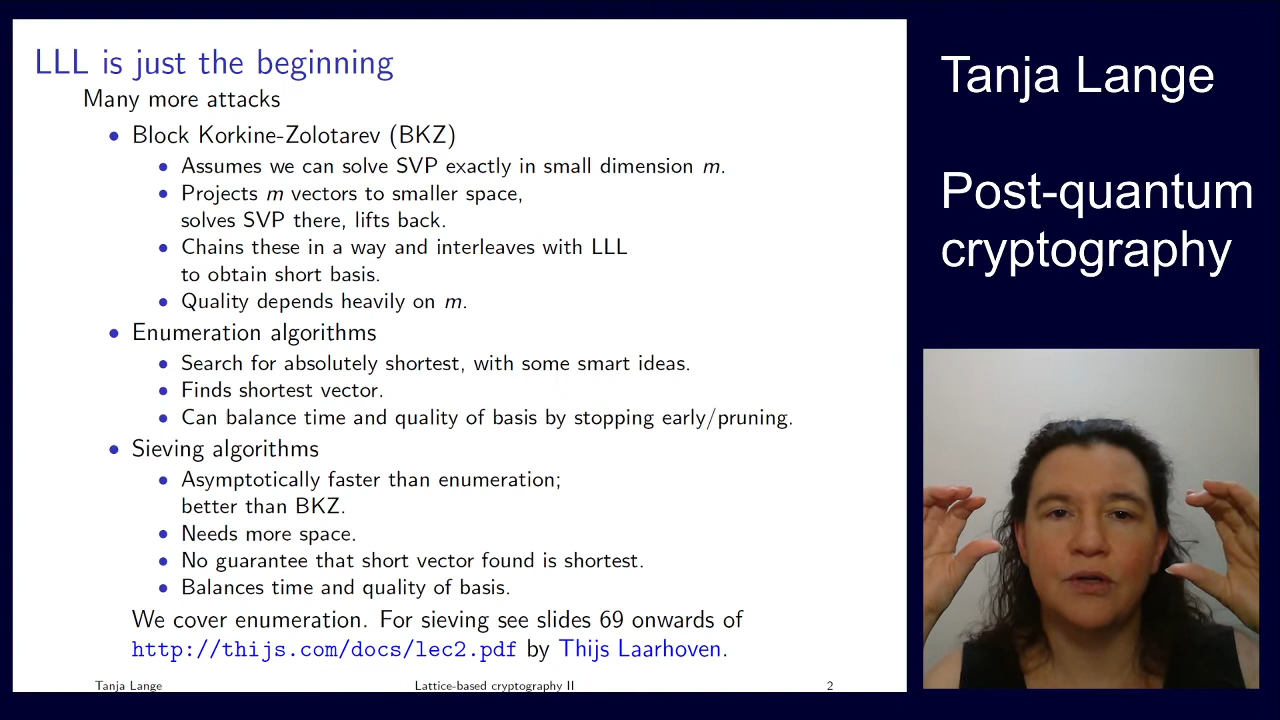 LLL is just the beginning
Many more attacks
• Block Korkine-Zolotarev (BKZ)
• Assumes we can solve SVP exactly in small dimension m.
• Projects m vectors to smaller space,
solves SVP there, lifts back.
• Chains these in a way and interleaves with LLL
to obtain short basis.
• Quality depends heavily on m.
• Enumeration algorithms
• Search for absolutely shortest, with some smart ideas.
• Finds shortest vector.
• Can balance time and quality of basis by stopping early/pruning.
• Sieving algorithms
• Asymptotically faster than enumeration;
better than BKZ.
• Needs more space.
• No guarantee that short vector found is shortest.
• Balances time and quality of basis.
We cover enumeration. For sieving see slides 69 onwards of
http://thijs.com/docs/lec2.pdf by Thijs Laarhoven.
Tanja Lange Lattice-based cryptography II 2
Tanja Lange
Post-quantum
cryptography